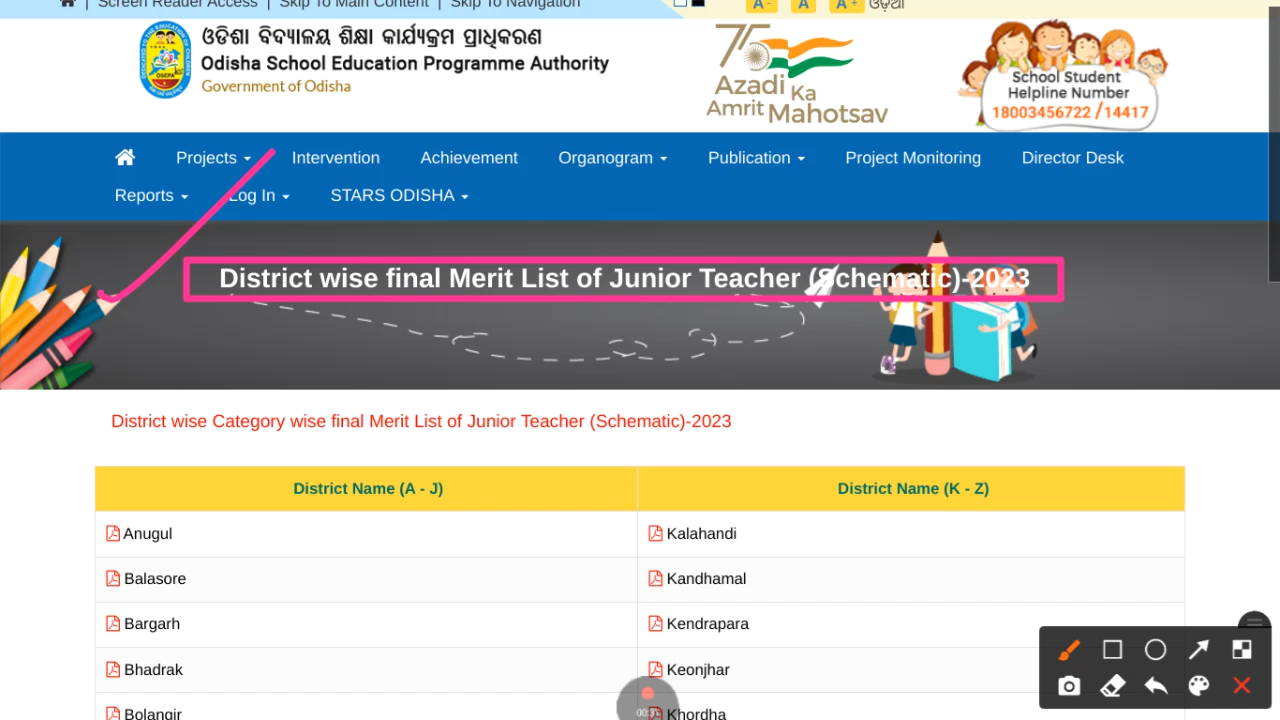 | Screen Reader Access | Skip To Main Content | Skip To Navigation
A - A A + ଓଡ଼ିଆ
ଓଡିଶା ବିଦ୍ୟାଳୟ ଶିକ୍ଷା କାର୍ଯ୍ୟକ୍ରମ ପ୍ରାଧିକରଣ
Odisha School Education Programme Authority
Government of Odisha
75
Azadi Ka
Amrit Mahotsav
School Student
Helpline Number
18003456722 / 14417
Projects Intervention Achievement Organogram Publication Project Monitoring Director Desk
Reports Log In STARS ODISHA
District wise final Merit List of Junior Teacher (Schematic)-2023
District wise Category wise final Merit List of Junior Teacher (Schematic)-2023
District Name (A - J) District Name (K - Z)
Anugul Kalahandi
Balasore Kandhamal
Bargarh Kendrapara
Bhadrak Keonjhar
Bolangir Khordha